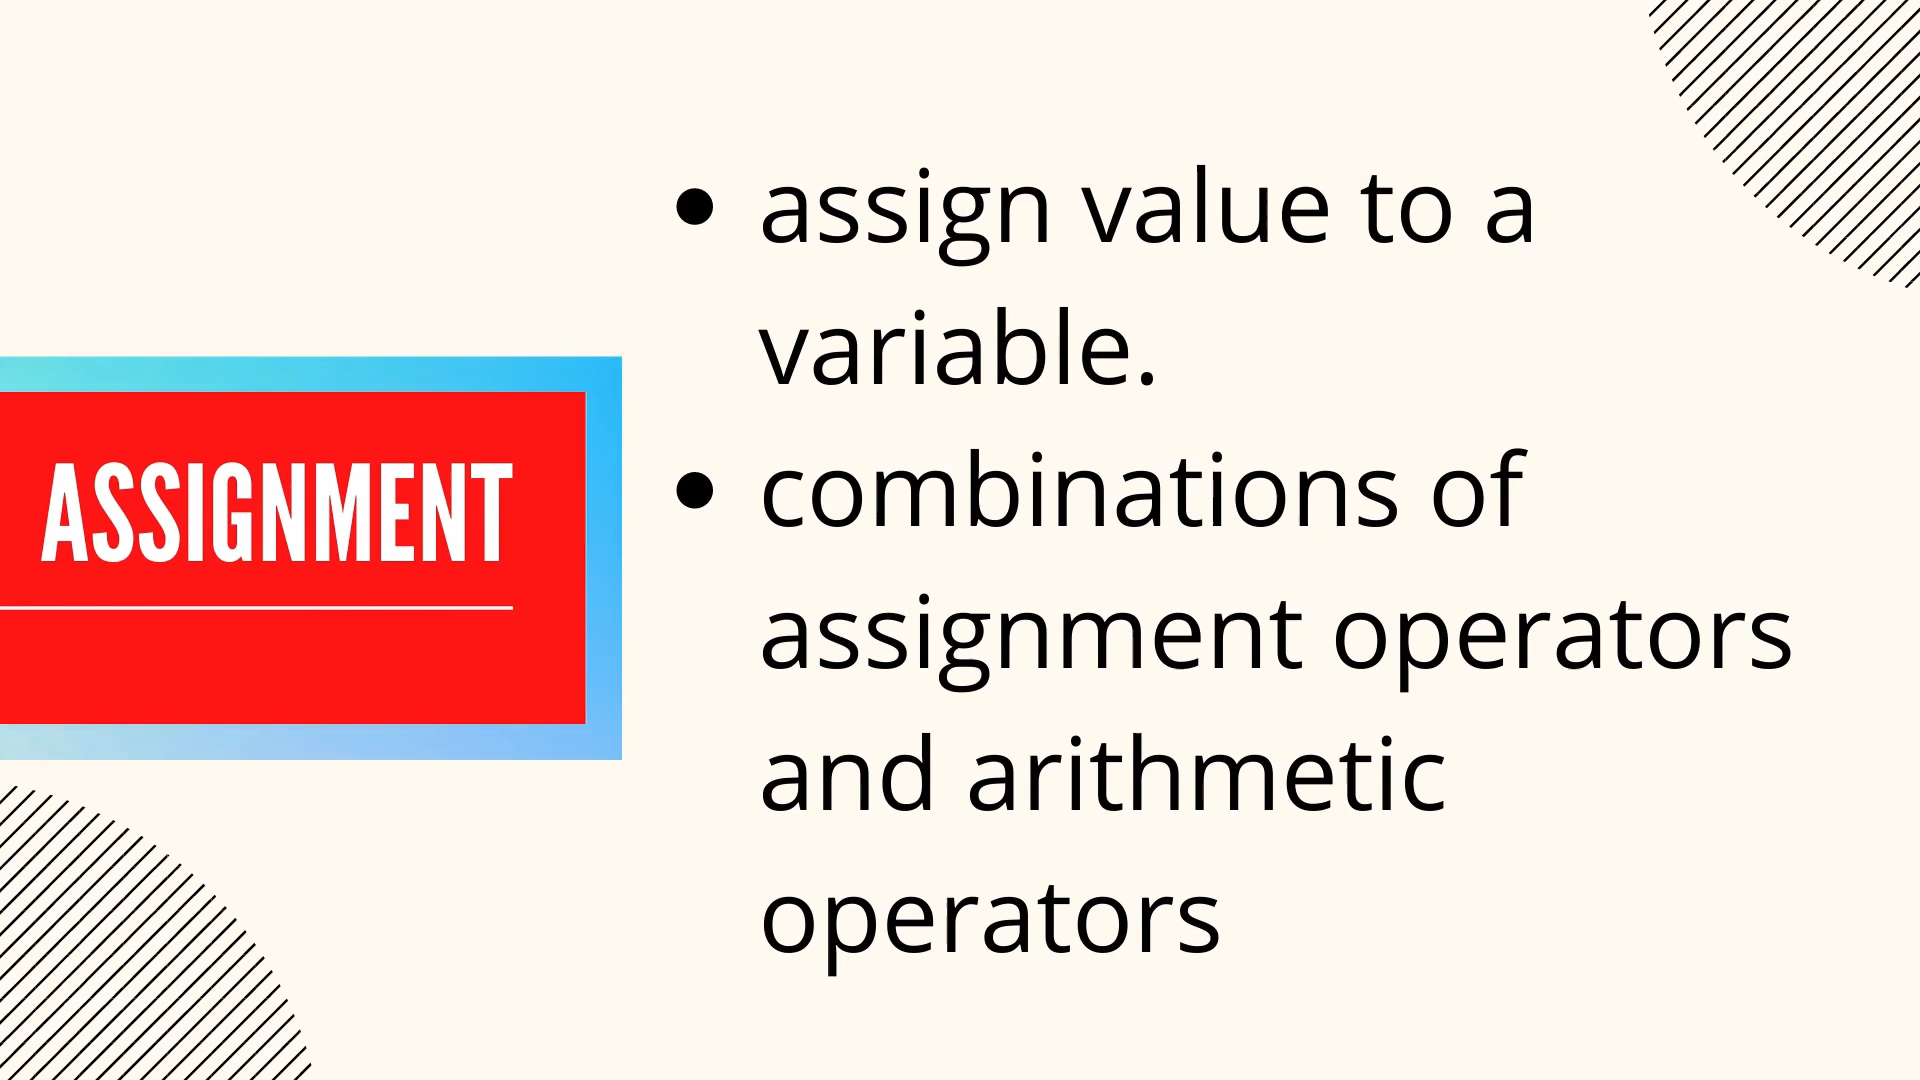 ASSIGNMENT
• assign value to a
variable.
• combinations of
assignment operators
and arithmetic
operators